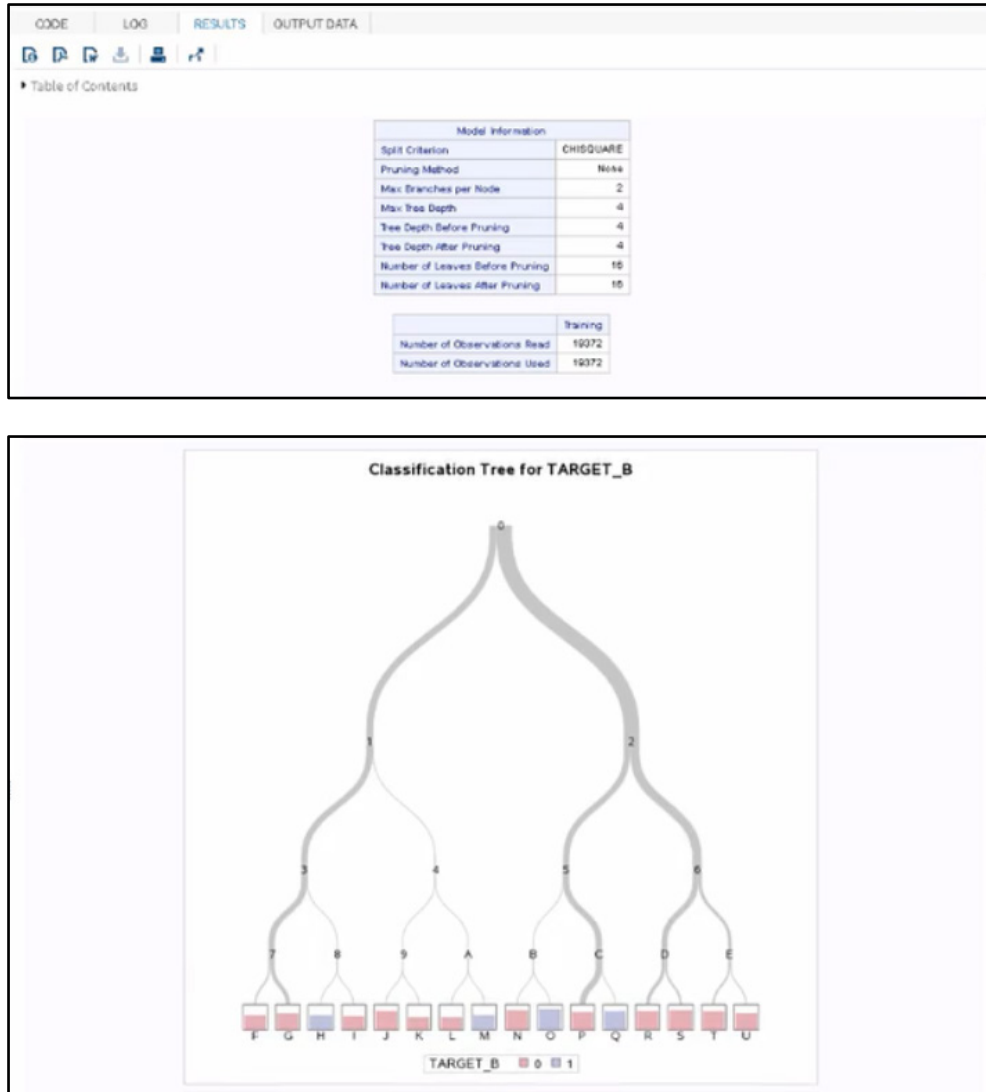 CODE LOG RESULTS OUTPUT DATA
Table of Contents
Model Information
Split Criterion CHISQUARE
Pruning Method None
Max Branches per Node 2
Max Tree Depth 4
Tree Depth Before Pruning 4
Tree Depth After Pruning 4
Number of Leaves Before Pruning 16
Number of Leaves After Pruning 16
Training
Number of Observations Read 19372
Number of Observations Used 19372
Classification Tree for TARGET_B
0
1 2
3 4 5 6
7 8 9 A B C D E
F G H I J K L M N O P Q R S T U
TARGET_B 0 1